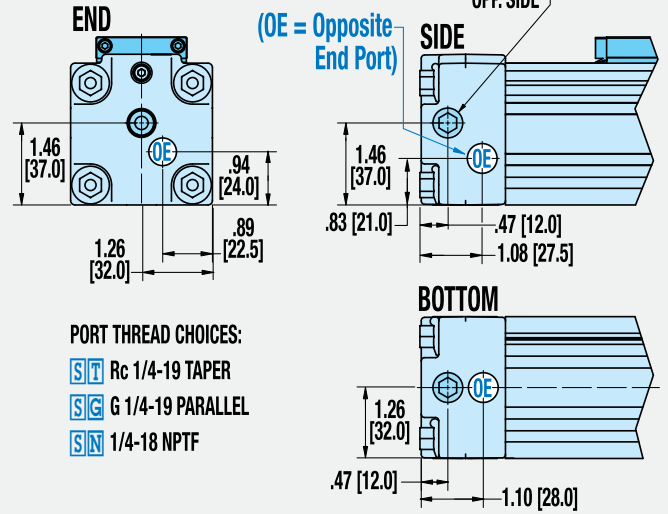 OPP. SIDE
END
(OE = Opposite
End Port)
SIDE
OE
1.46
[37.0]
.94
[24.0]
.89
[22.5]
1.26
[32.0]
OE
1.46
[37.0]
.83 [21.0]
.47 [12.0]
1.08 [27.5]
BOTTOM
PORT THREAD CHOICES:
S T Rc 1/4-19 TAPER
S G G 1/4-19 PARALLEL
S N 1/4-18 NPTF
OE
1.26
[32.0]
.47 [12.0]
1.10 [28.0]